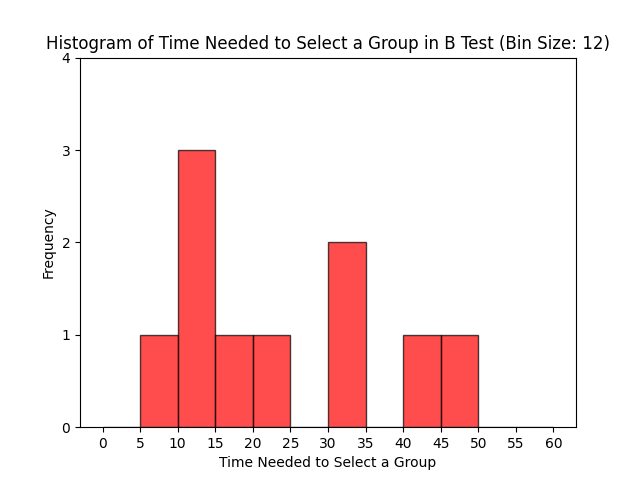 Histogram of Time Needed to Select a Group in B Test (Bin Size: 12)
4
3
2
1
0
Frequency
0 5 10 15 20 25 30 35 40 45 50 55 60
Time Needed to Select a Group